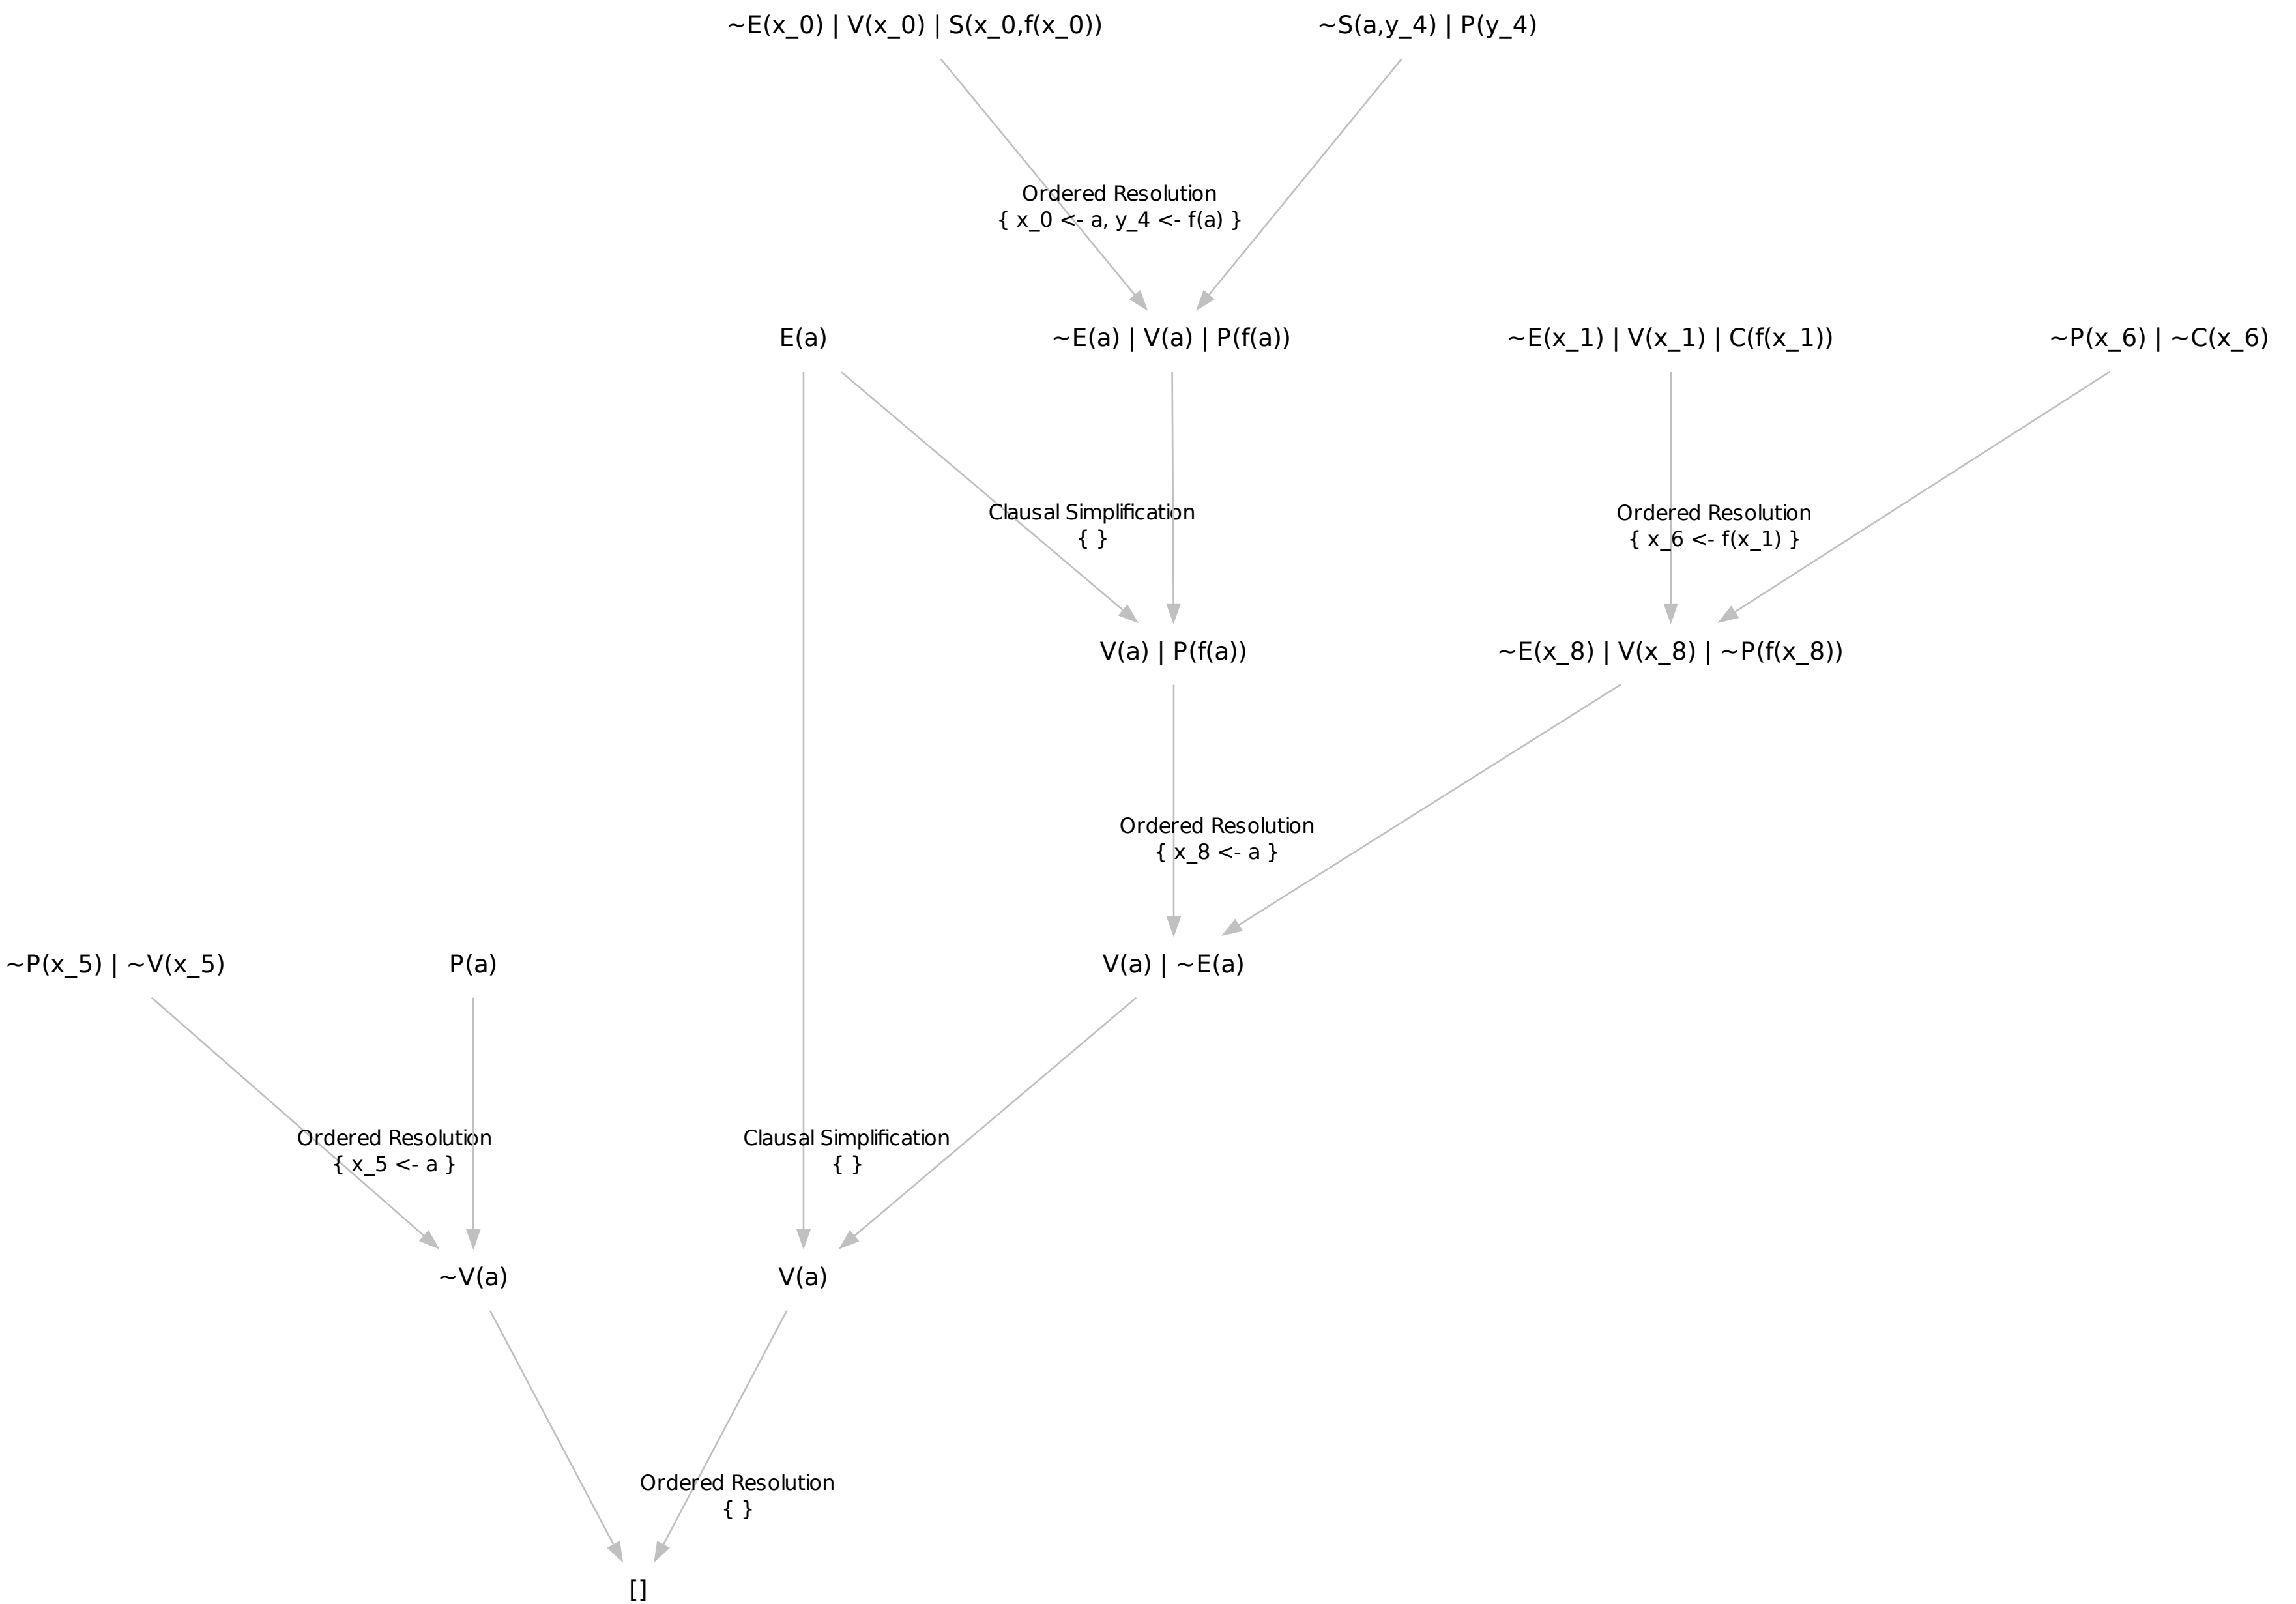 ~E(x_0) | V(x_0) | S(x_0,f(x_0))
~S(a,y_4) | P(y_4)
Ordered Resolution
{ x_0 <- a, y_4 <- f(a) }
E(a)
~E(a) | V(a) | P(f(a))
~E(x_1) | V(x_1) | C(f(x_1))
~P(x_6) | ~C(x_6)
Clausal Simplification
{ }
Ordered Resolution
{ x_6 <- f(x_1) }
V(a) | P(f(a))
~E(x_8) | V(x_8) | ~P(f(x_8))
Ordered Resolution
{ x_8 <- a }
~P(x_5) | ~V(x_5)
P(a)
V(a) | ~E(a)
Ordered Resolution
{ x_5 <- a }
Clausal Simplification
{ }
~V(a)
V(a)
Ordered Resolution
{ }
[]